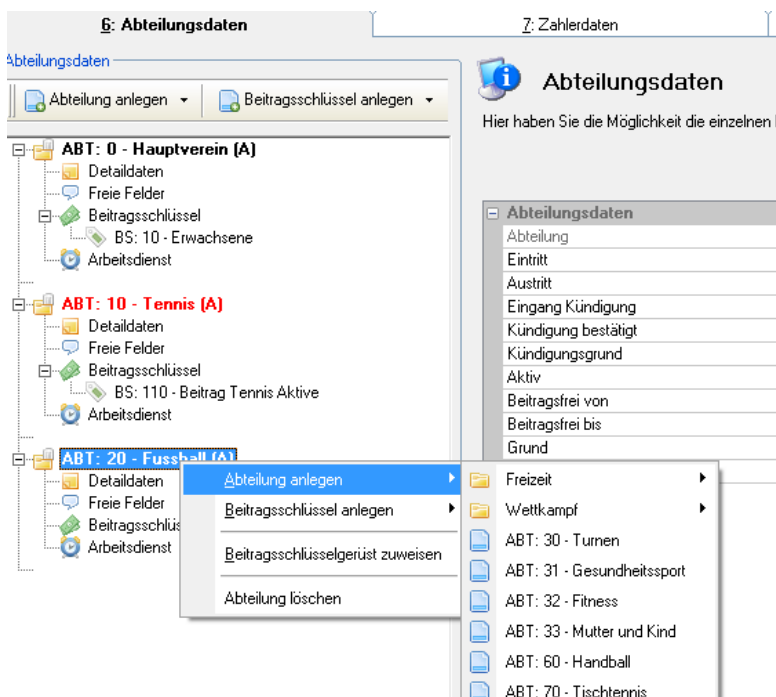 6: Abteilungsdaten
7: Zahlerdaten
Abteilungsdaten
Abteilung anlegen
Beitragsschlüssel anlegen
ABT: 0 - Hauptverein (A)
Detaildaten
Freie Felder
Beitragsschlüssel
BS: 10 - Erwachsene
Arbeitsdienst
ABT: 10 - Tennis (A)
Detaildaten
Freie Felder
Beitragsschlüssel
BS: 110 - Beitrag Tennis Aktive
Arbeitsdienst
ABT: 20 - Fussball (A)
Detaildaten
Freie Felder
Beitragsschlüs
Arbeitsdienst
Abteilung anlegen
Beitragsschlüssel anlegen
Beitragsschlüsselgerüst zuweisen
Abteilung löschen
Freizeit
Wettkampf
ABT: 30 - Turnen
ABT: 31 - Gesundheitssport
ABT: 32 - Fitness
ABT: 33 - Mutter und Kind
ABT: 60 - Handball
ABT: 70 - Tischtennis
Abteilungsdaten
Hier haben Sie die Möglichkeit die einzelnen
Abteilungsdaten
Abteilung
Eintritt
Austritt
Eingang Kündigung
Kündigung bestätigt
Kündigungsgrund
Aktiv
Beitragsfrei von
Beitragsfrei bis
Grund